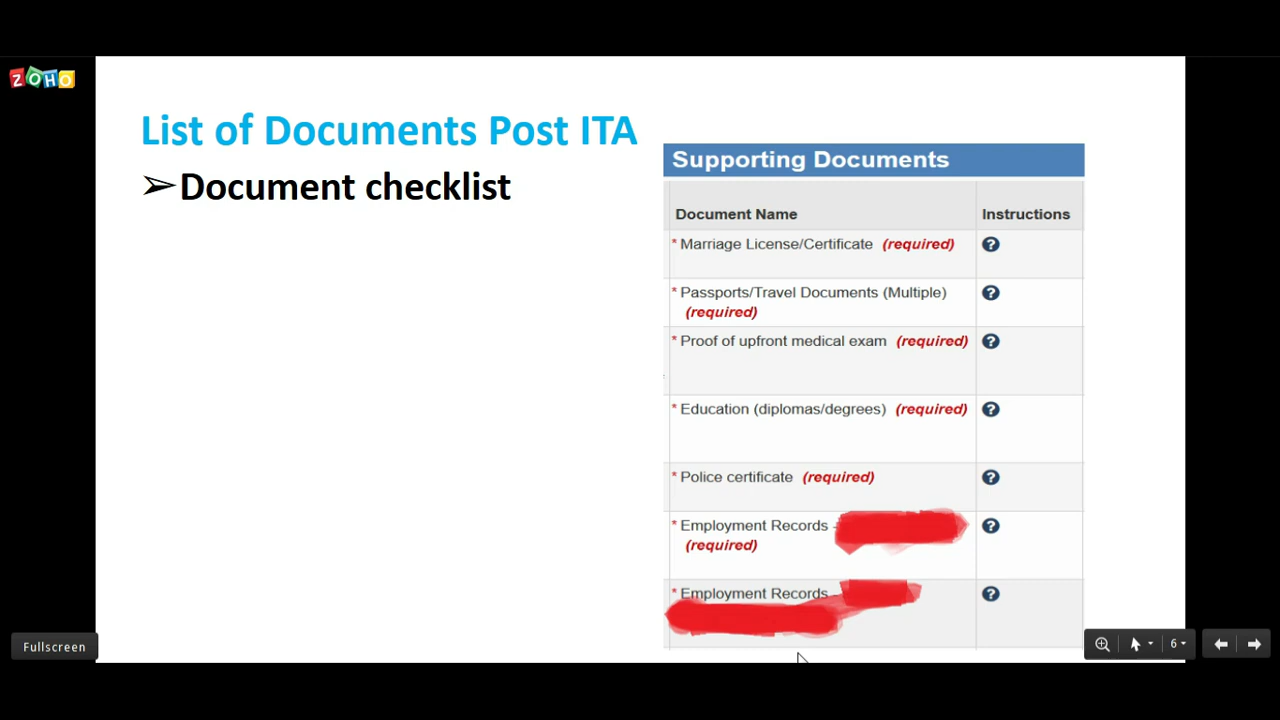 ZOHO
List of Documents Post ITA
➢Document checklist
Supporting Documents
Document Name Instructions
* Marriage License/Certificate (required) ?
* Passports/Travel Documents (Multiple) ?
(required)
* Proof of upfront medical exam (required) ?
* Education (diplomas/degrees) (required) ?
* Police certificate (required) ?
* Employment Records - ?
(required)
* Employment Records - ?
Fullscreen
6